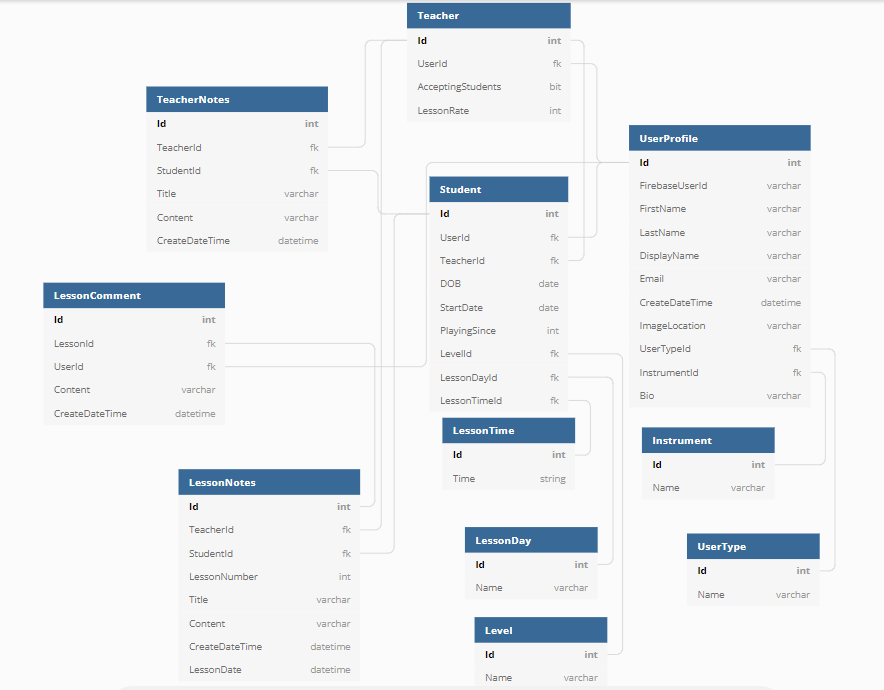 Teacher
Id int
UserId fk
AcceptingStudents bit
LessonRate int
TeacherNotes
Id int
TeacherId fk
StudentId fk
Title varchar
Content varchar
CreateDateTime datetime
UserProfile
Id int
FirebaseUserId varchar
FirstName varchar
LastName varchar
DisplayName varchar
Email varchar
CreateDateTime datetime
ImageLocation varchar
UserTypeId fk
InstrumentId fk
Bio varchar
Student
Id int
UserId fk
TeacherId fk
DOB date
StartDate date
PlayingSince int
LevelId fk
LessonDayId fk
LessonTimeId fk
LessonComment
Id int
LessonId fk
UserId fk
Content varchar
CreateDateTime datetime
LessonTime
Id int
Time string
Instrument
Id int
Name varchar
LessonNotes
Id int
TeacherId fk
StudentId fk
LessonNumber int
Title varchar
Content varchar
CreateDateTime datetime
LessonDate datetime
LessonDay
Id int
Name varchar
UserType
Id int
Name varchar
Level
Id int
Name varchar